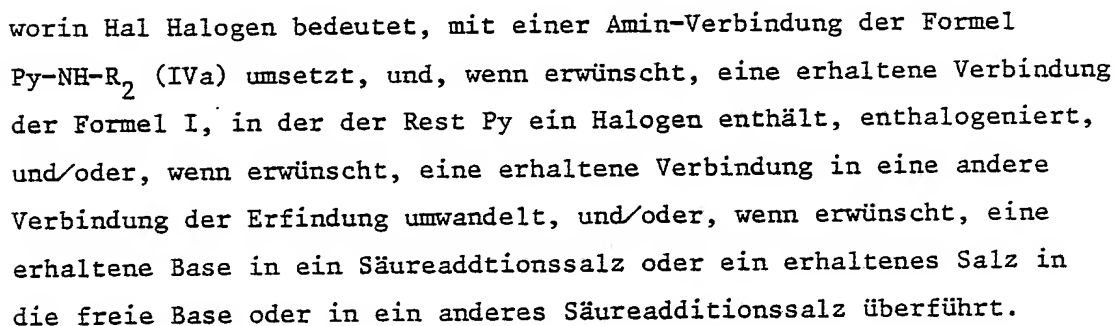 worin Hal Halogen bedeutet, mit einer Amin-Verbindung der Formel
Py-NH-R₂ (IVa) umsetzt, und, wenn erwünscht, eine erhaltene Verbindung
der Formel I, in der der Rest Py ein Halogen enthält, enthalogeniert,
und/oder, wenn erwünscht, eine erhaltene Verbindung in eine andere
Verbindung der Erfindung umwandelt, und/oder, wenn erwünscht, eine
erhaltene Base in ein Säureaddtionssalz oder ein erhaltenes Salz in
die freie Base oder in ein anderes Säureadditionssalz überführt.